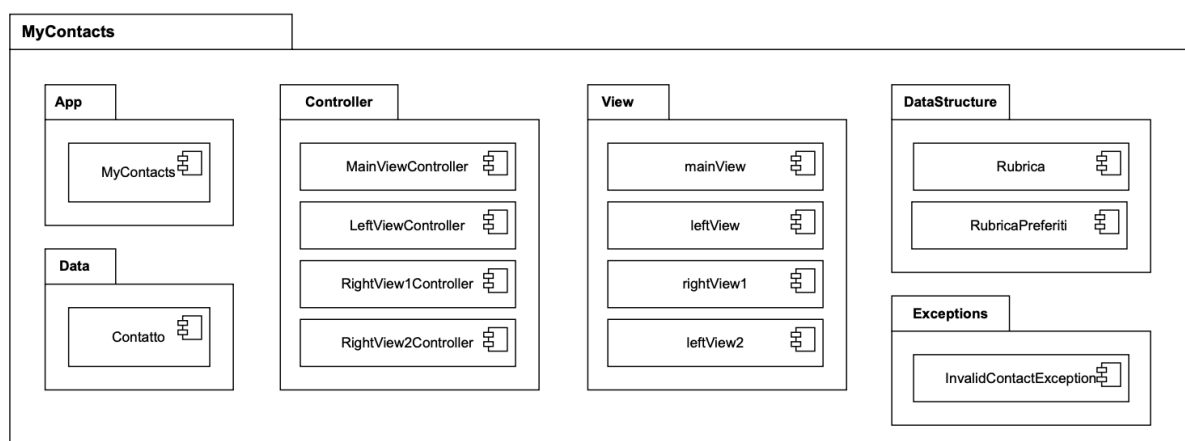 MyContacts
App
MyContacts
Data
Contatto
Controller
MainViewController
LeftViewController
RightView1Controller
RightView2Controller
View
mainView
leftView
rightView1
leftView2
DataStructure
Rubrica
RubricaPreferiti
Exceptions
InvalidContactException